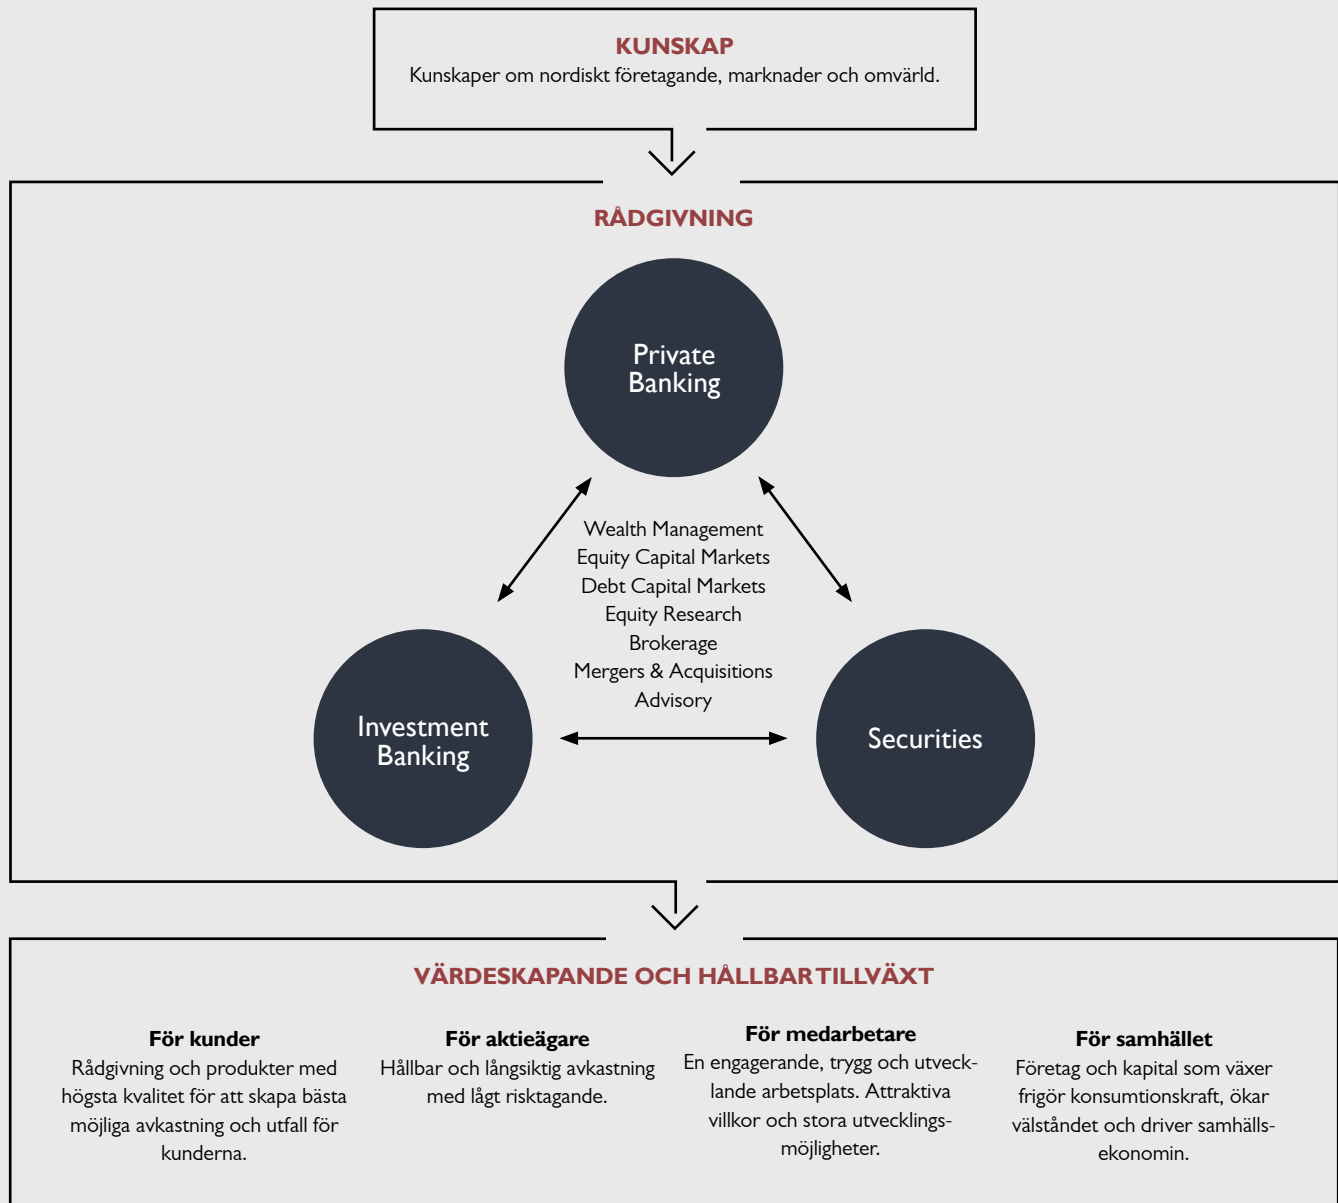 KUNSKAP
Kunskaper om nordiskt företagande, marknader och omvärld.
RÅDGIVNING
Private
Banking
Wealth Management
Equity Capital Markets
Debt Capital Markets
Equity Research
Brokerage
Mergers & Acquisitions
Advisory
Investment
Banking
Securities
VÄRDESKAPANDE OCH HÅLLBAR TILLVÄXT
För kunder
Rådgivning och produkter med
högsta kvalitet för att skapa bästa
möjliga avkastning och utfall för
kunderna.
För aktieägare
Hållbar och långsiktig avkastning
med lågt risktagande.
För medarbetare
En engagerande, trygg och utveck-
lande arbetsplats. Attraktiva
villkor och stora utvecklings-
möjligheter.
För samhället
Företag och kapital som växer
frigör konsumtionskraft, ökar
välståndet och driver samhälls-
ekonomin.